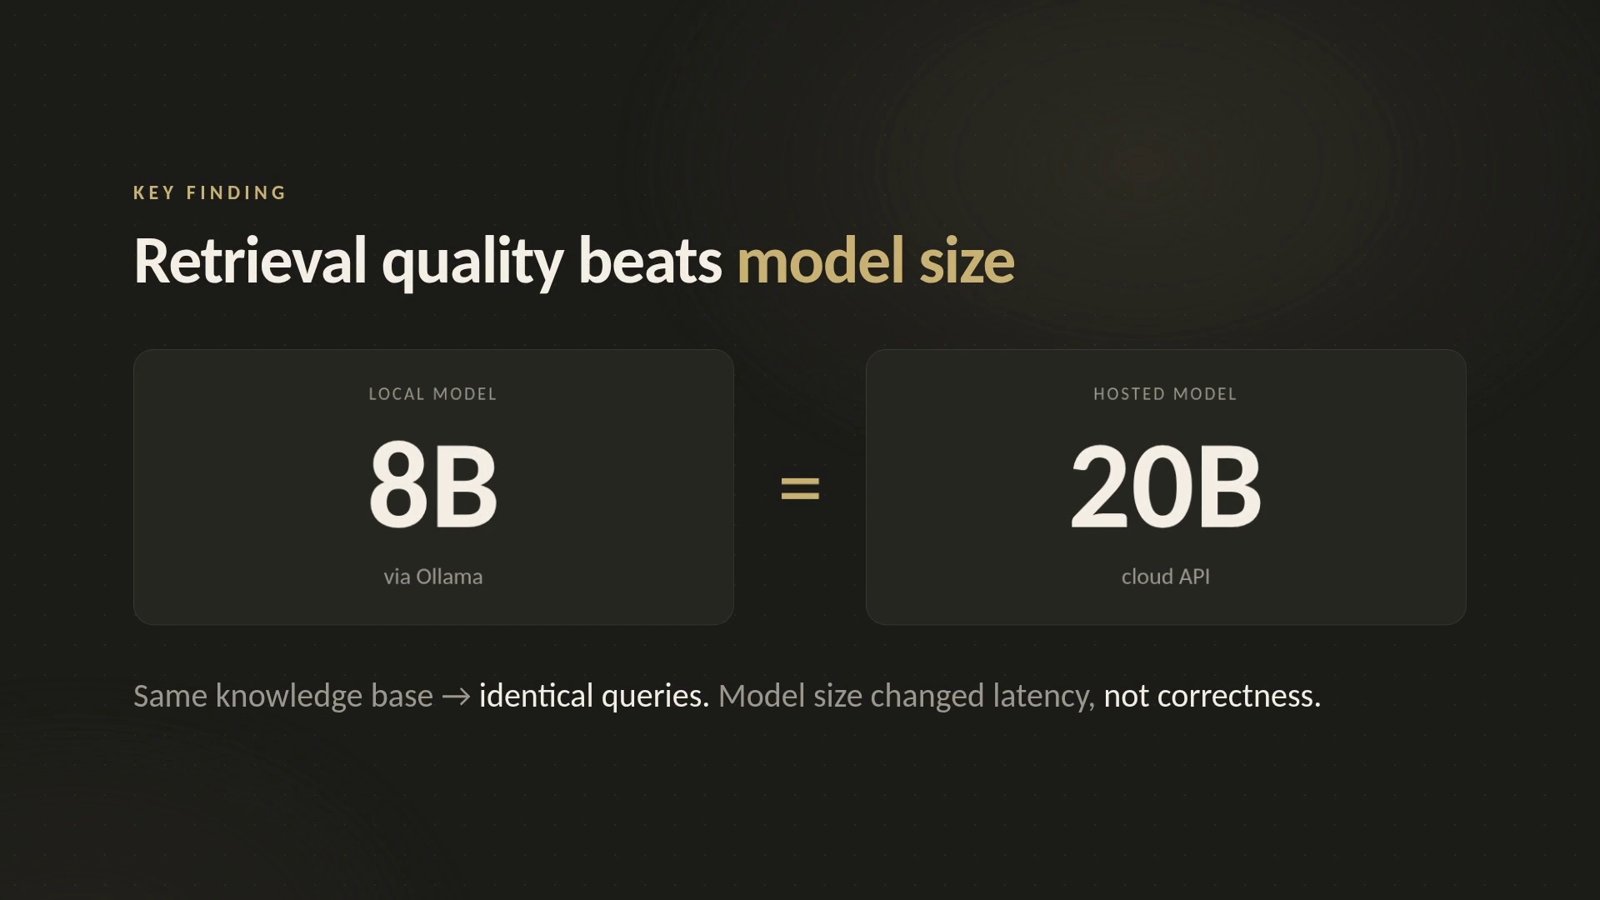 KEY FINDING
Retrieval quality beats model size
LOCAL MODEL
8B
via Ollama
=
HOSTED MODEL
20B
cloud API
Same knowledge base → identical queries. Model size changed latency, not correctness.